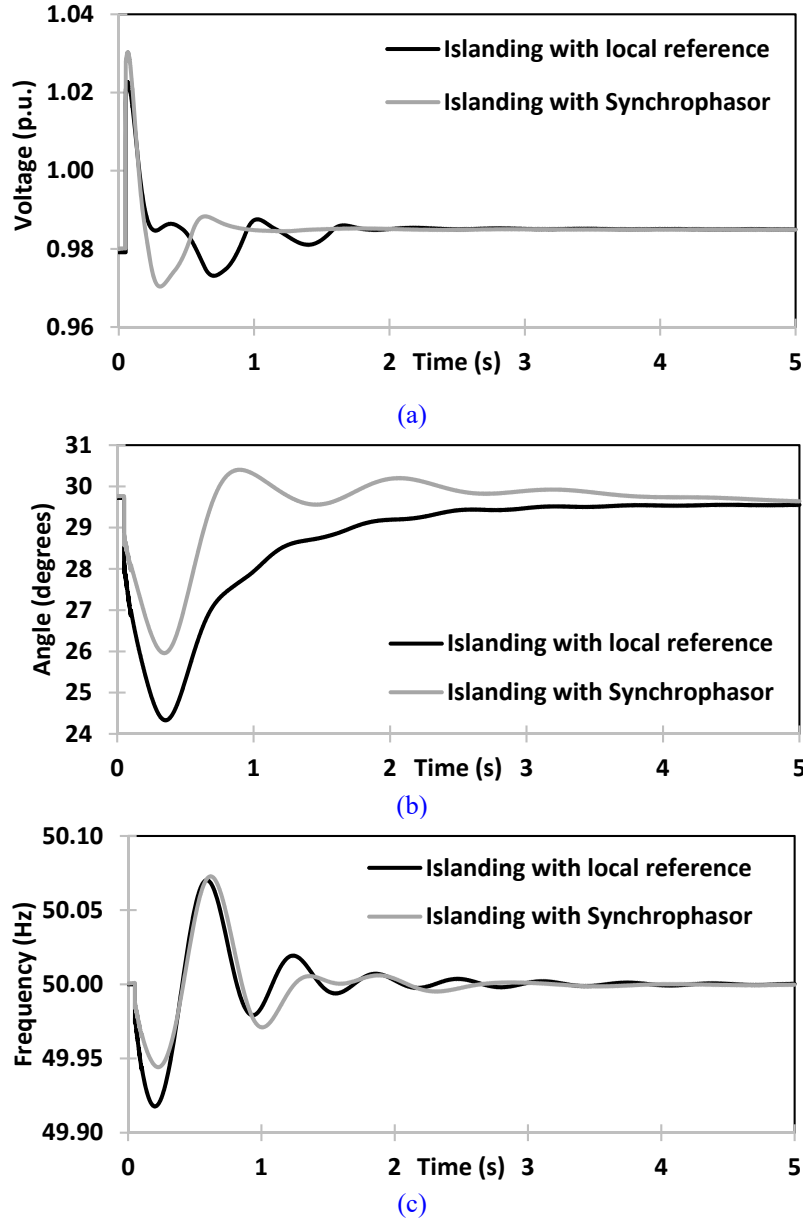 1.04
1.02
1.00
0.98
0.96
Voltage (p.u.)
Islanding with local reference
Islanding with Synchrophasor
0 1 2 Time (s) 3 4 5
(a)
31
30
29
28
27
26
25
24
Angle (degrees)
Islanding with local reference
Islanding with Synchrophasor
0 1 2 Time (s) 3 4 5
(b)
50.10
50.05
50.00
49.95
49.90
Frequency (Hz)
Islanding with local reference
Islanding with Synchrophasor
0 1 2 Time (s) 3 4 5
(c)